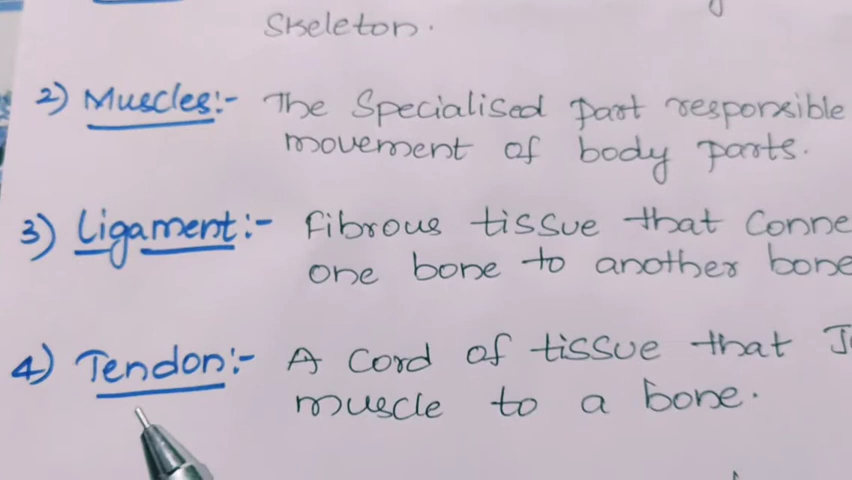 Skeleton.
2) Muscles:- The Specialised part responsible
movement of body parts.
3) Ligament:- Fibrous tissue that
one bone to another bone
4) Tendon:- A Cord of tissue that
muscle to a bone.